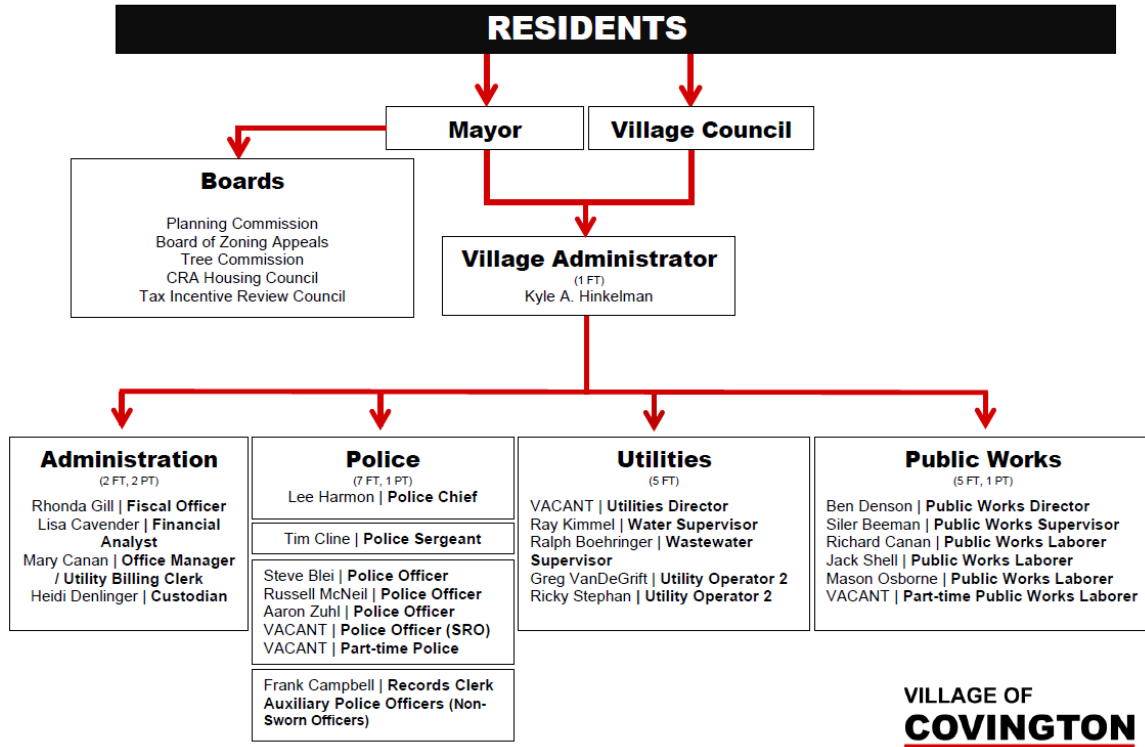 RESIDENTS
Mayor
Village Council
Boards
Planning Commission
Board of Zoning Appeals
Tree Commission
CRA Housing Council
Tax Incentive Review Council
Village Administrator
(1 FT)
Kyle A. Hinkelman
Administration
(2 FT, 2 PT)
Rhonda Gill | Fiscal Officer
Lisa Cavender | Financial
Analyst
Mary Canan | Office Manager
/ Utility Billing Clerk
Heidi Denlinger | Custodian
Police
(7 FT, 1 PT)
Lee Harmon | Police Chief
Tim Cline | Police Sergeant
Steve Blei | Police Officer
Russell McNeil | Police Officer
Aaron Zuhl | Police Officer
VACANT | Police Officer (SRO)
VACANT | Part-time Police
Frank Campbell | Records Clerk
Auxiliary Police Officers (Non-
Sworn Officers)
Utilities
(5 FT)
VACANT | Utilities Director
Ray Kimmel | Water Supervisor
Ralph Boehringer | Wastewater
Supervisor
Greg VanDeGrift | Utility Operator 2
Ricky Stephan | Utility Operator 2
Public Works
(5 FT, 1 PT)
Ben Denson | Public Works Director
Siler Beeman | Public Works Supervisor
Richard Canan | Public Works Laborer
Jack Shell | Public Works Laborer
Mason Osborne | Public Works Laborer
VACANT | Part-time Public Works Laborer
VILLAGE OF
COVINGTON